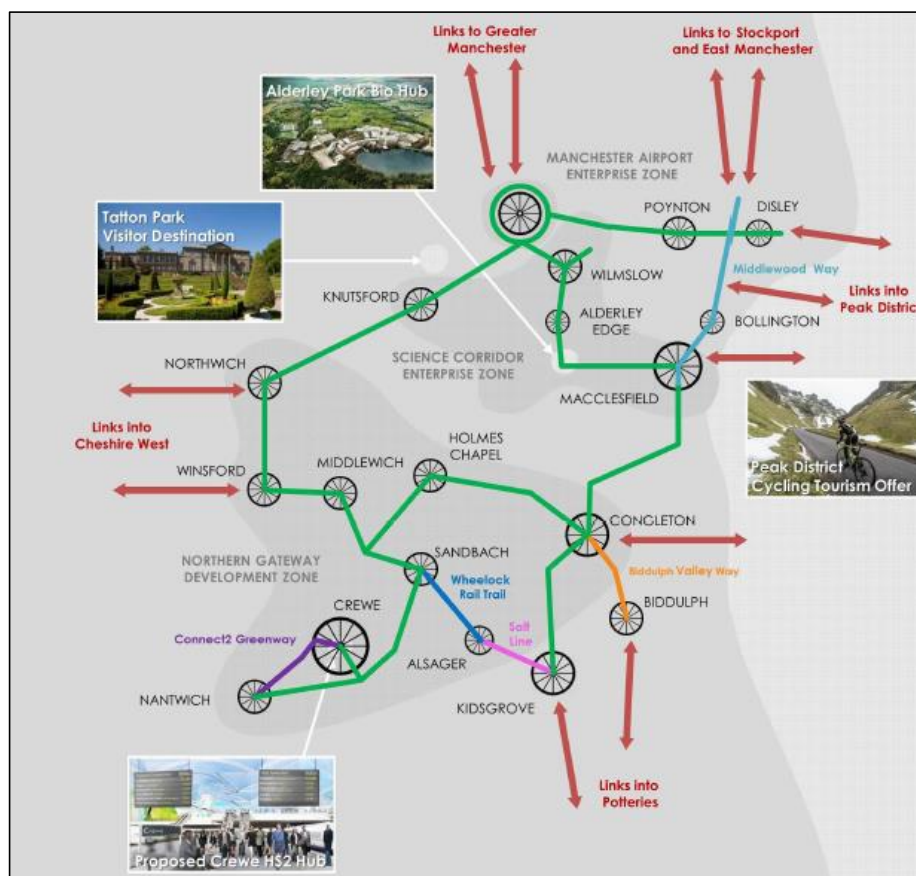 Links to Greater
Manchester
Links to Stockport
and East Manchester
Alderley Park Bio Hub
MANCHESTER AIRPORT
ENTERPRISE ZONE
Tatton Park
Visitor Destination
POYNTON
DISLEY
WILMSLOW
Middlewood Way
KNUTSFORD
ALDERLEY
EDGE
BOLLINGTON
Links into
Peak District
NORTHWICH
SCIENCE CORRIDOR
ENTERPRISE ZONE
MACCLESFIELD
Links into
Cheshire West
HOLMES
CHAPEL
WINSFORD
MIDDLEWICH
Peak District
Cycling Tourism Offer
CONGLETON
NORTHERN GATEWAY
DEVELOPMENT ZONE
SANDBACH
Wheelock
Rail Trail
Biddulph Valley Way
BIDDULPH
CREWE
Connect2 Greenway
Salt
Line
ALSAGER
NANTWICH
KIDSGROVE
Links into
Potteries
Proposed Crewe HS2 Hub